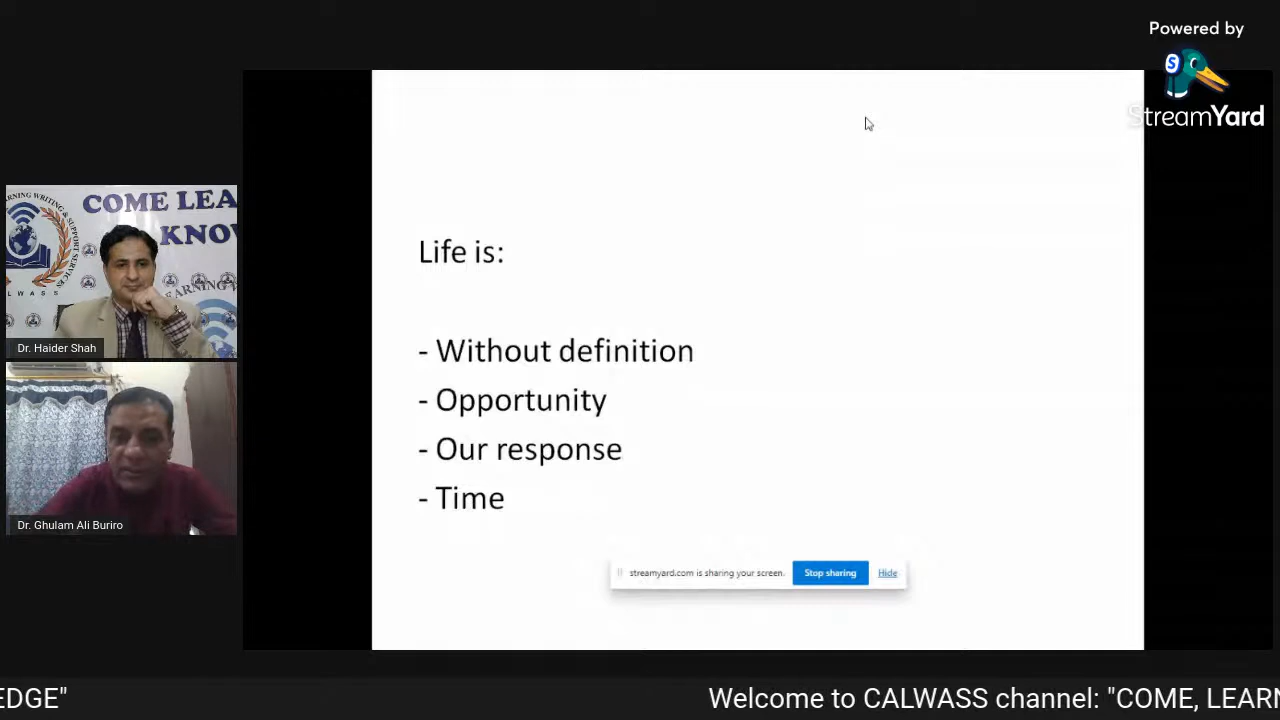 Powered by
StreamYard
COME LEA
KNOW
Dr. Haider Shah
Dr. Ghulam Ali Buriro
Life is:
- Without definition
- Opportunity
- Our response
- Time
streamyard.com is sharing your screen.
Stop sharing
Hide
EDGE"
Welcome to CALWASS channel: "COME, LEARN